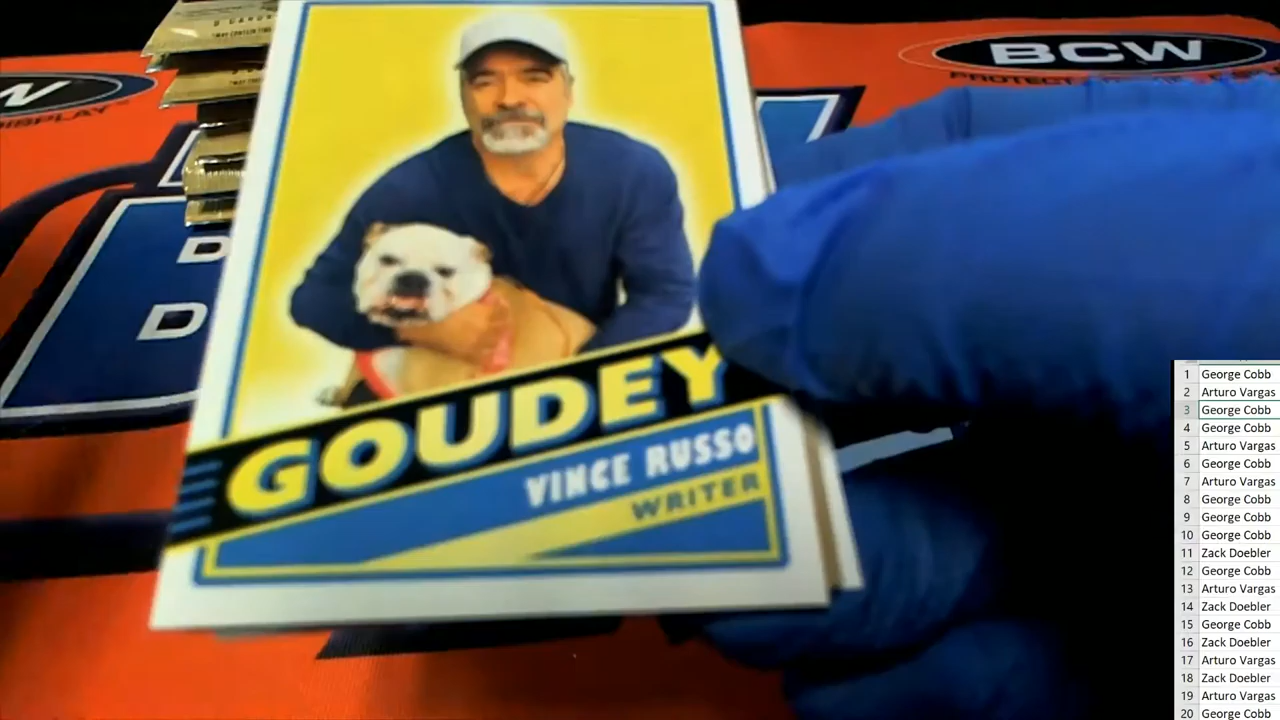 BCW
GOUDEY
VINCE RUSSO
WRITER
1 George Cobb
2 Arturo Vargas
3 George Cobb
4 George Cobb
5 Arturo Vargas
6 George Cobb
7 Arturo Vargas
8 George Cobb
9 George Cobb
10 George Cobb
11 Zack Doebler
12 George Cobb
13 Arturo Vargas
14 Zack Doebler
15 George Cobb
16 Zack Doebler
17 Arturo Vargas
18 Zack Doebler
19 Arturo Vargas
20 George Cobb